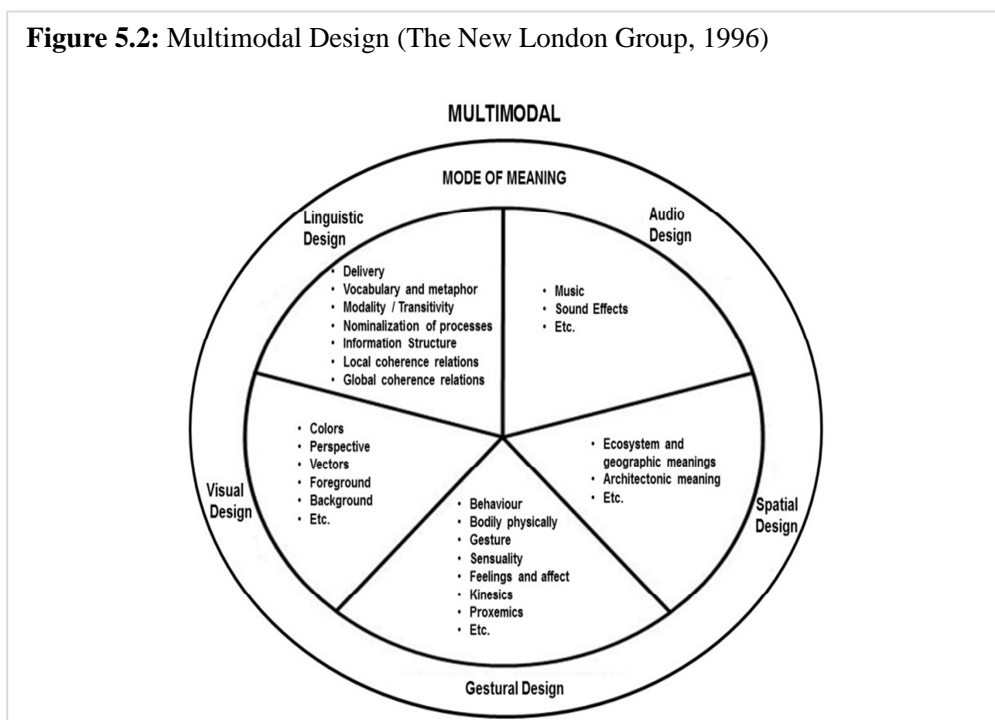 Figure 5.2: Multimodal Design (The New London Group, 1996)
MULTIMODAL
MODE OF MEANING
Linguistic
Design
• Delivery
• Vocabulary and metaphor
• Modality / Transitivity
• Nominalization of processes
• Information Structure
• Local coherence relations
• Global coherence relations
Audio
Design
• Music
• Sound Effects
• Etc.
Visual
Design
• Colors
• Perspective
• Vectors
• Foreground
• Background
• Etc.
• Behaviour
• Bodily physically
• Gesture
• Sensuality
• Feelings and affect
• Kinesics
• Proxemics
• Etc.
Gestural Design
• Ecosystem and
geographic meanings
• Architectonic meaning
• Etc.
Spatial
Design